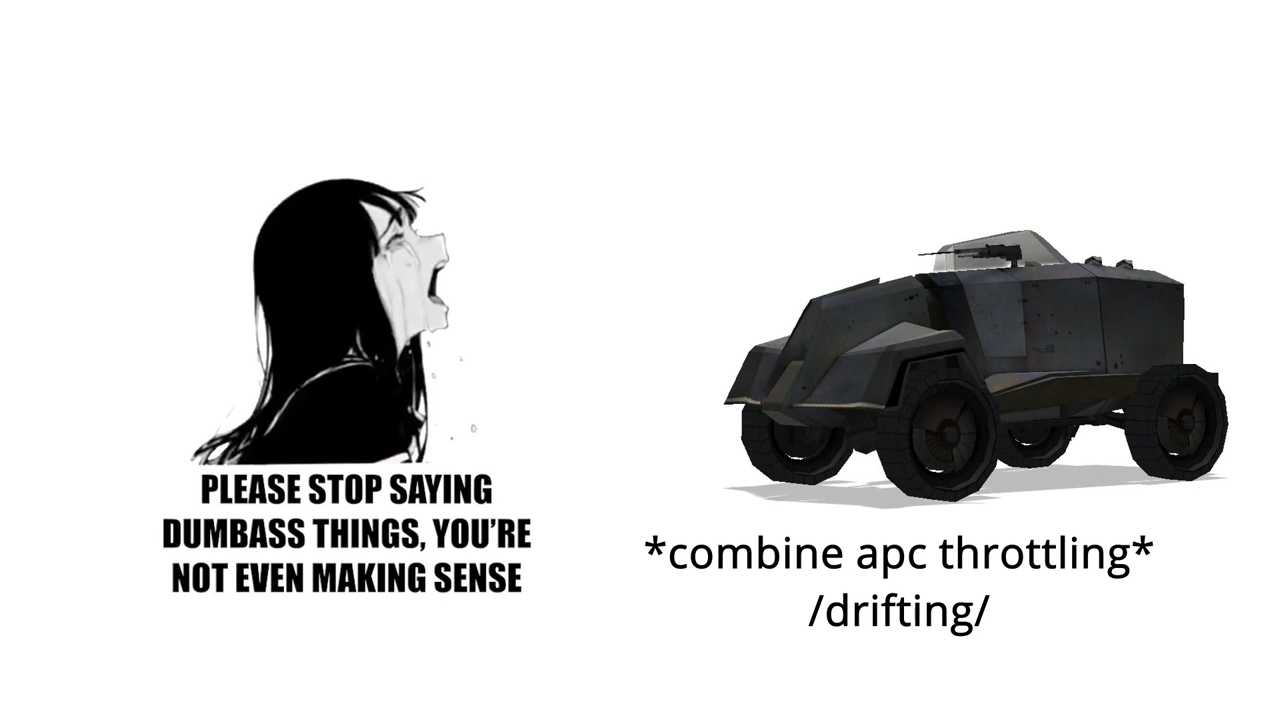 PLEASE STOP SAYING
DUMBASS THINGS, YOU'RE
NOT EVEN MAKING SENSE
*combine apc throttling*
/drifting/